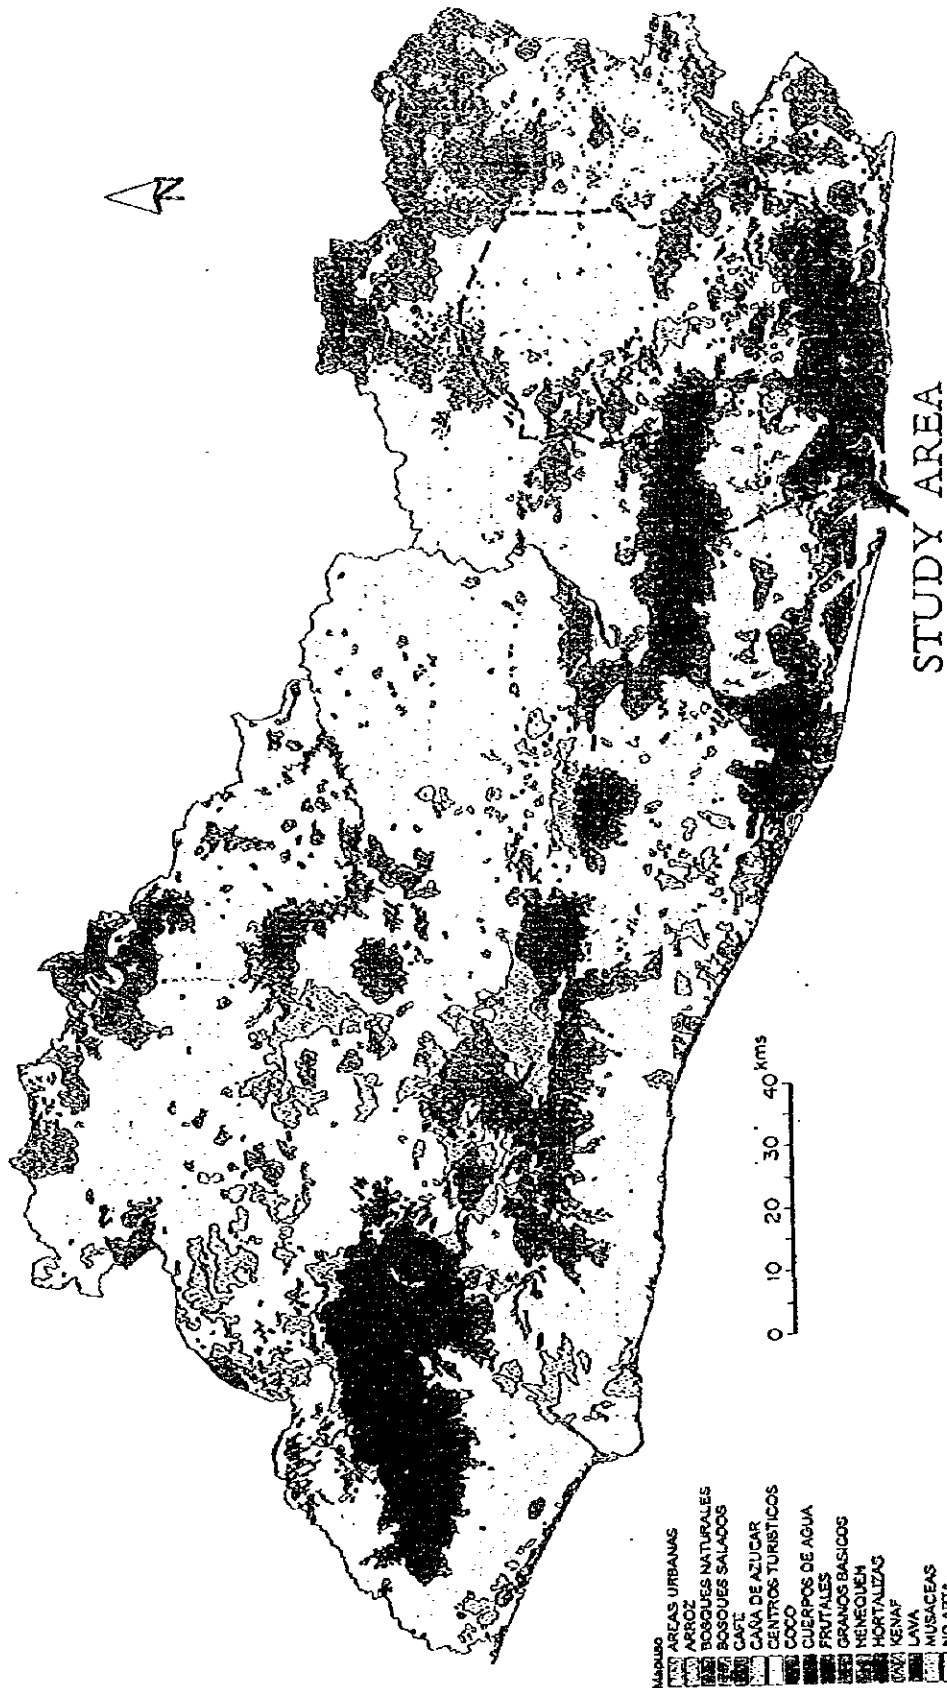 N
STUDY AREA
0 10 20 30 40 kms
AREAS URBANAS
ARROZ
BOSQUES NATURALES
BOSQUES SALADOS
CAFE
CAÑA DE AZUCAR
CENTROS TURISTICOS
COCO
CUERPOS DE AGUA
FRUTALES
GRANOS BASICOS
HENEQUEN
HORTALIZAS
KENAF
LAVA
MUSACEAS